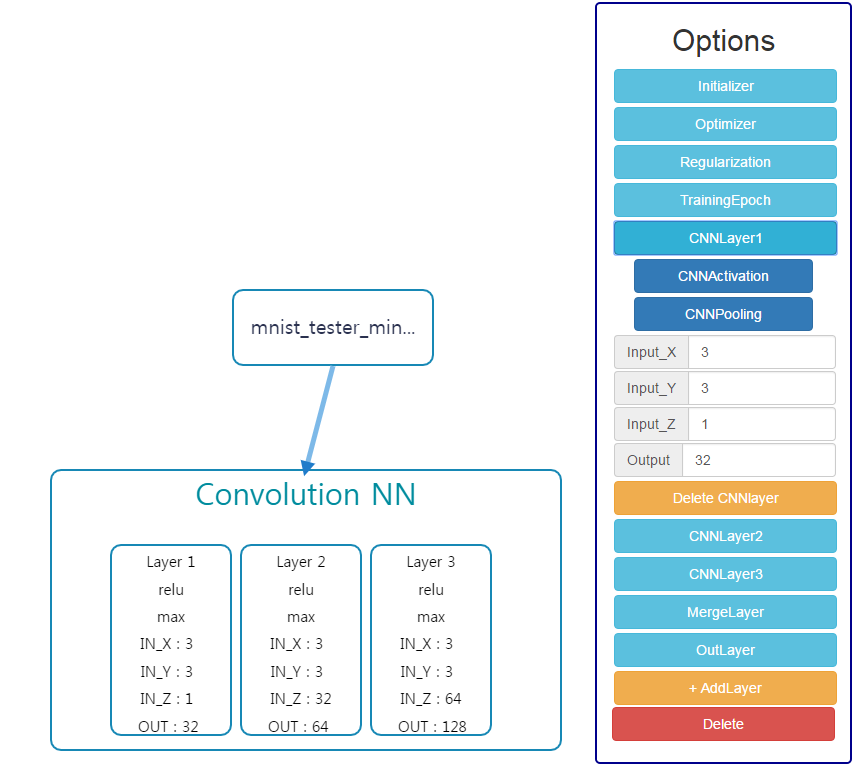 mnist_tester_min...
Convolution NN
Layer 1
relu
max
IN_X : 3
IN_Y : 3
IN_Z : 1
OUT : 32
Layer 2
relu
max
IN_X : 3
IN_Y : 3
IN_Z : 32
OUT : 64
Layer 3
relu
max
IN_X : 3
IN_Y : 3
IN_Z : 64
OUT : 128
Options
Initializer
Optimizer
Regularization
TrainingEpoch
CNNLayer1
CNNActivation
CNNPooling
Input_X 3
Input_Y 3
Input_Z 1
Output 32
Delete CNNlayer
CNNLayer2
CNNLayer3
MergeLayer
OutLayer
+ AddLayer
Delete